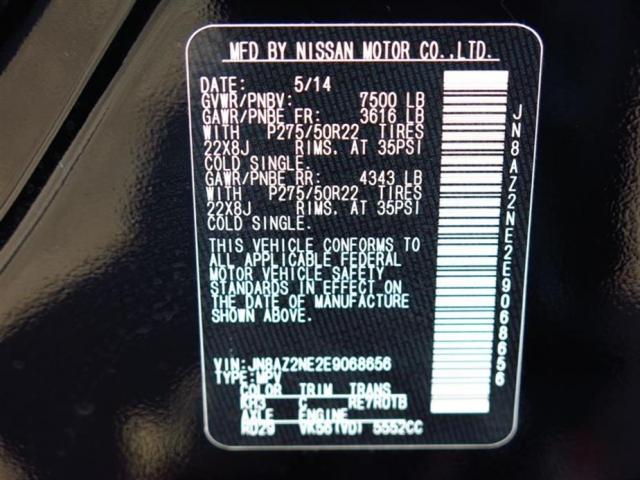 MFD BY NISSAN MOTOR CO.,LTD.
DATE: 5/14
GVWR/PNBV: 7500 LB
GAWR/PNBE FR: 3616 LB
WITH P275/50R22 TIRES
22X8J RIMS. AT 35PSI
COLD SINGLE.
GAWR/PNBE RR: 4343 LB
WITH P275/50R22 TIRES
22X8J RIMS. AT 35PSI
COLD SINGLE.
THIS VEHICLE CONFORMS TO
ALL APPLICABLE FEDERAL
MOTOR VEHICLE SAFETY
STANDARDS IN EFFECT ON
THE DATE OF MANUFACTURE
SHOWN ABOVE.
VIN:JN8AZ2NE2E9068656
TYPE:MPV
COLOR TRIM TRANS
KH3 C RE7R01B
AXLE ENGINE
RD29 VK56(VD) 5552CC
JN8AZ2NE2E9068656